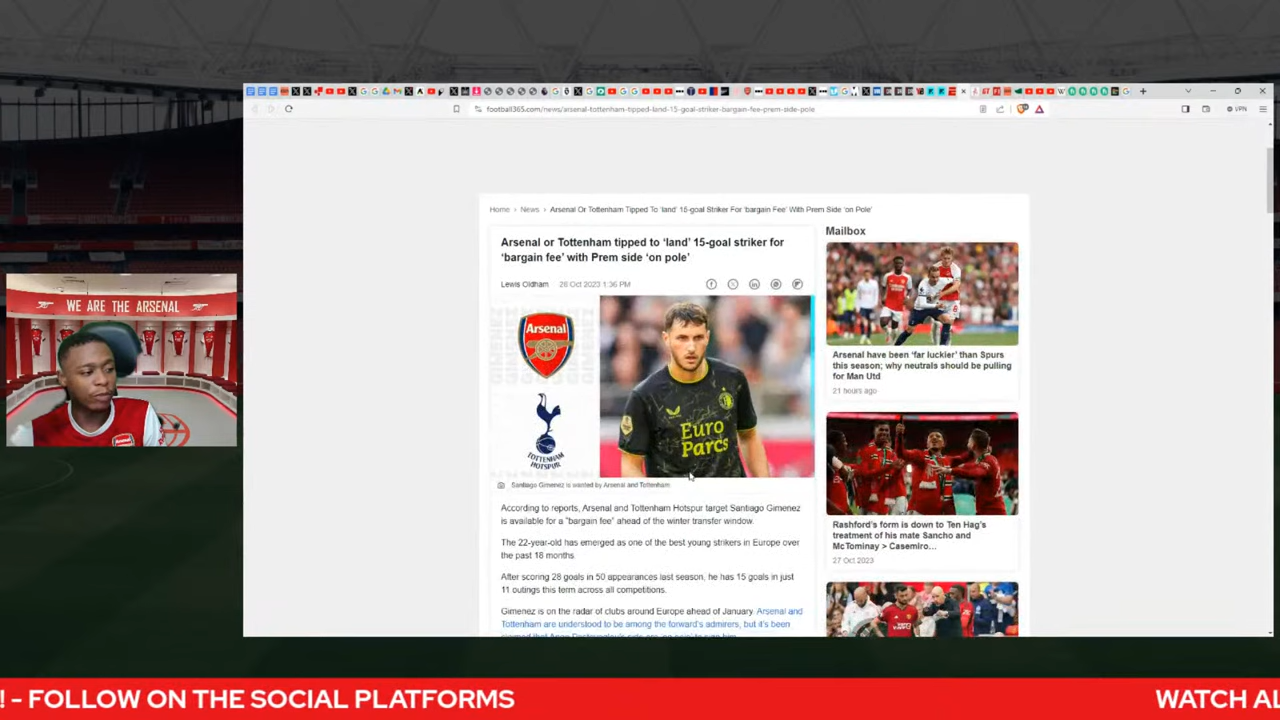 football365.com/news/arsenal-tottenham-tipped-land-15-goal-striker-bargain-fee-prem-side-pole
VPN
Home › News › Arsenal Or Tottenham Tipped To ‘land’ 15-goal Striker For ‘bargain Fee’ With Prem Side ‘on Pole’
Arsenal or Tottenham tipped to ‘land’ 15-goal striker for
‘bargain fee’ with Prem side ‘on pole’
Lewis Oldham 26 Oct 2023 1:36 PM
Arsenal
TOTTENHAM
HOTSPUR
Euro
Parcs
Santiago Gimenez is wanted by Arsenal and Tottenham
According to reports, Arsenal and Tottenham Hotspur target Santiago Gimenez
is available for a “bargain fee” ahead of the winter transfer window.
The 22-year-old has emerged as one of the best young strikers in Europe over
the past 18 months
After scoring 28 goals in 50 appearances last season, he has 15 goals in just
11 outings this term across all competitions.
Gimenez is on the radar of clubs around Europe ahead of January. Arsenal and
Tottenham are understood to be among the forward’s admirers, but it’s been
Mailbox
Arsenal have been ‘far luckier’ than Spurs
this season; why neutrals should be pulling
for Man Utd
21 hours ago
Rashford’s form is down to Ten Hag’s
treatment of his mate Sancho and
McTominay > Casemiro…
27 Oct 2023
WE ARE THE ARSENAL
! - FOLLOW ON THE SOCIAL PLATFORMS
WATCH AL